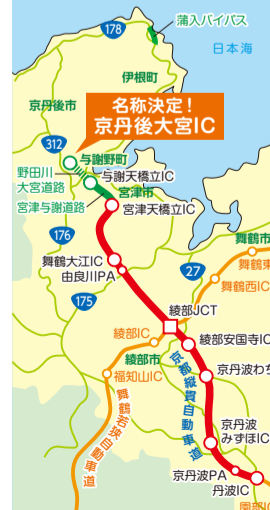 蒲入バイパス
178
日本海
伊根町
京丹後市
名称決定！
京丹後大宮IC
312
与謝野町
与謝天橋立IC
野田川
大宮道路
宮津市
宮津与謝道路
宮津天橋立IC
176
舞鶴市
舞鶴東
舞鶴大江IC
27
由良川PA
舞鶴西IC
175
綾部JCT
綾部IC
綾部安国寺IC
綾部市
福知山IC
京丹波わち
京都縦貫自動車道
舞鶴若狭自動車道
京丹波
みずほIC
京丹波PA
丹波IC
園部IC